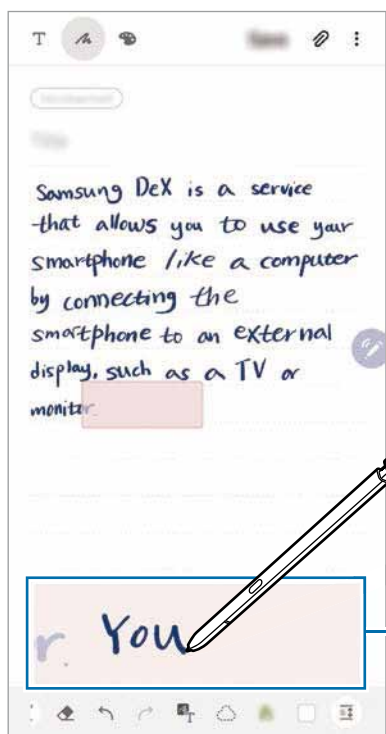 T
Samsung DeX is a service
that allows you to use your
smartphone like a computer
by connecting the
smartphone to an external
display, such as a TV or
monitor
r. You
T